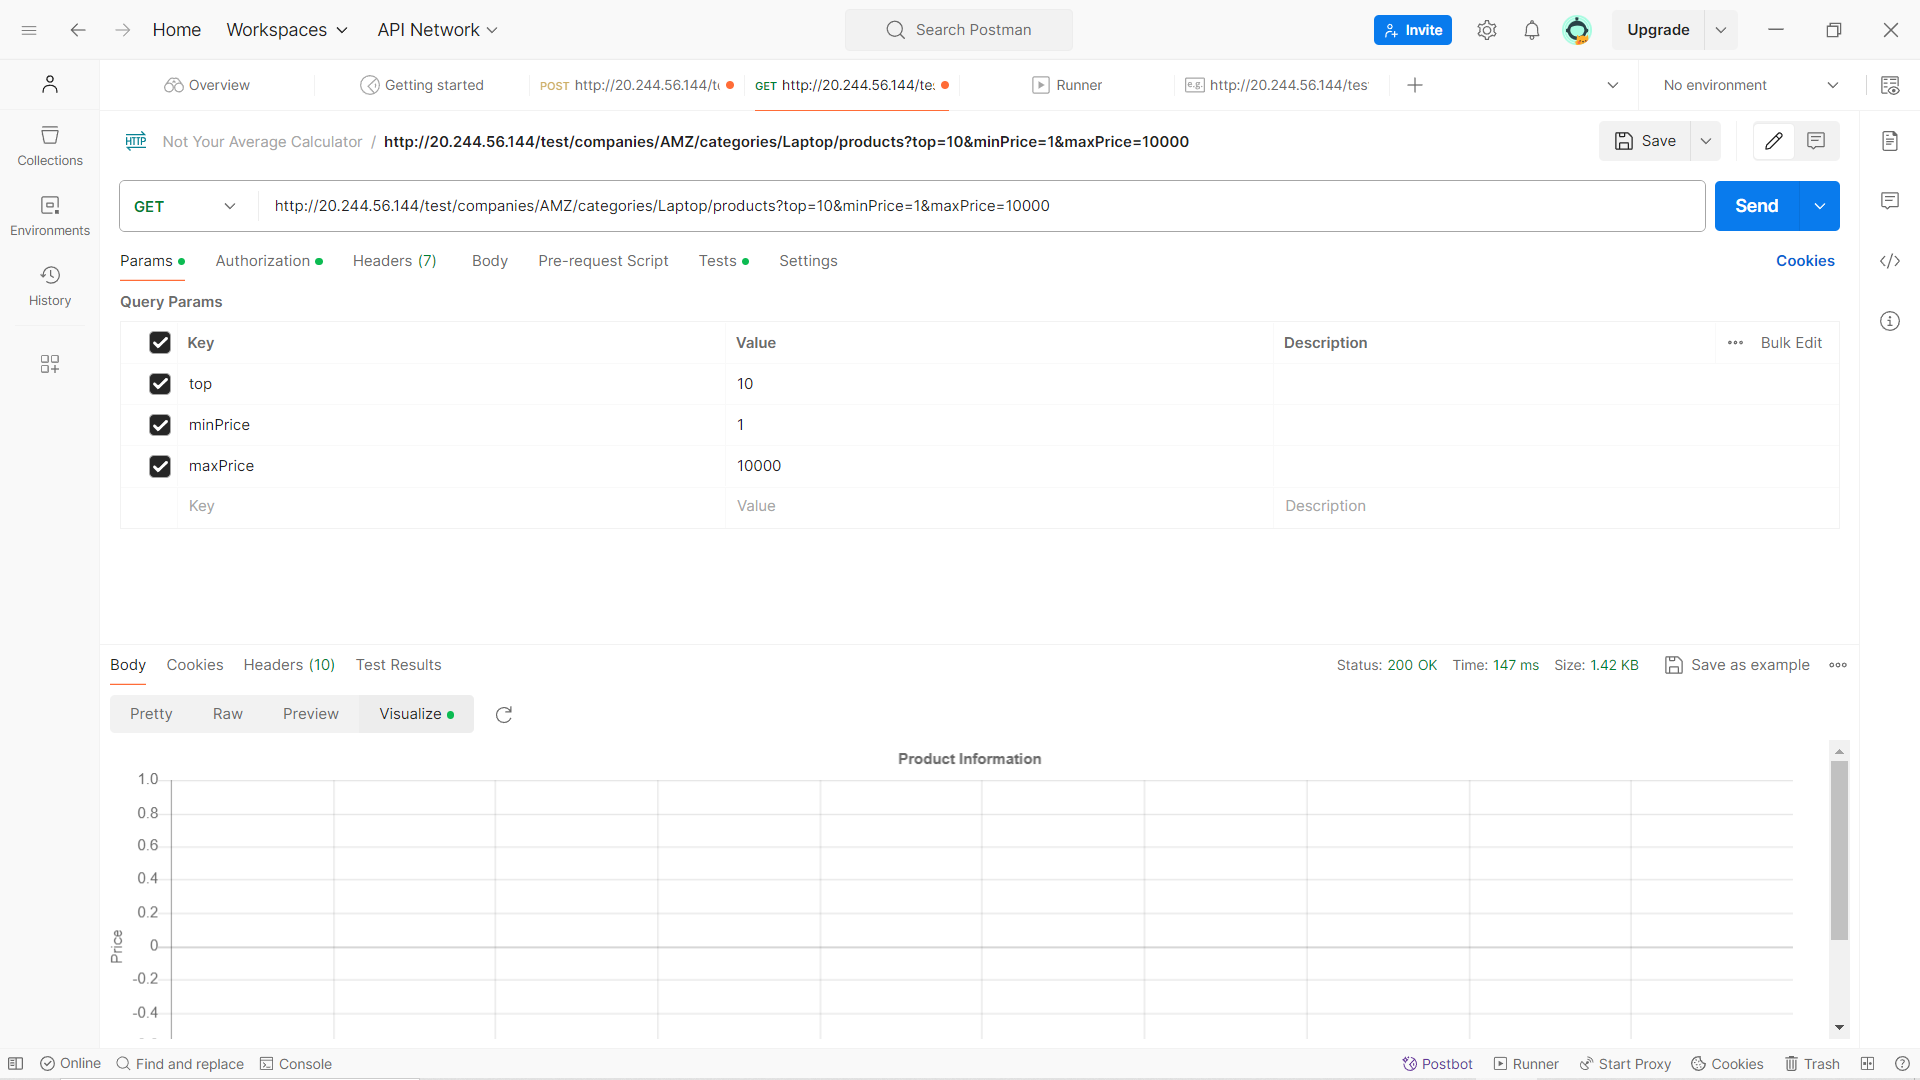 Home Workspaces API Network Search Postman Invite Upgrade
Overview Getting started POST http://20.244.56.144/t GET http://20.244.56.144/te Runner e.g. http://20.244.56.144/tes No environment
HTTP Not Your Average Calculator / http://20.244.56.144/test/companies/AMZ/categories/Laptop/products?top=10&minPrice=1&maxPrice=10000 Save
Collections
Environments
History
GET http://20.244.56.144/test/companies/AMZ/categories/Laptop/products?top=10&minPrice=1&maxPrice=10000 Send
Params Authorization Headers (7) Body Pre-request Script Tests Settings Cookies
Query Params
Key Value Description Bulk Edit
top 10
minPrice 1
maxPrice 10000
Key Value Description
Body Cookies Headers (10) Test Results Status: 200 OK Time: 147 ms Size: 1.42 KB Save as example
Pretty Raw Preview Visualize
Product Information
1.0
0.8
0.6
0.4
0.2
0
-0.2
-0.4
Price
Online Find and replace Console Postbot Runner Start Proxy Cookies Trash